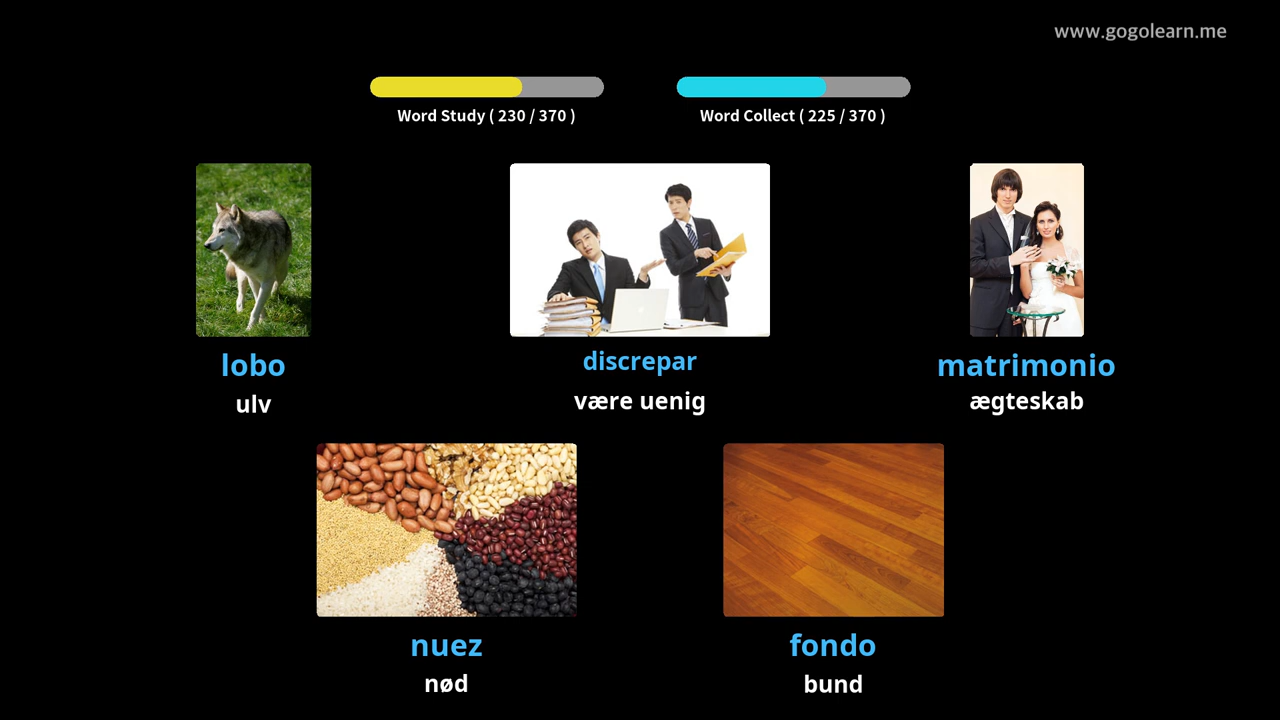 www.gogolearn.me
Word Study ( 230 / 370 )
Word Collect ( 225 / 370 )
lobo
ulv
discrepar
være uenig
matrimonio
ægteskab
nuez
nød
fondo
bund